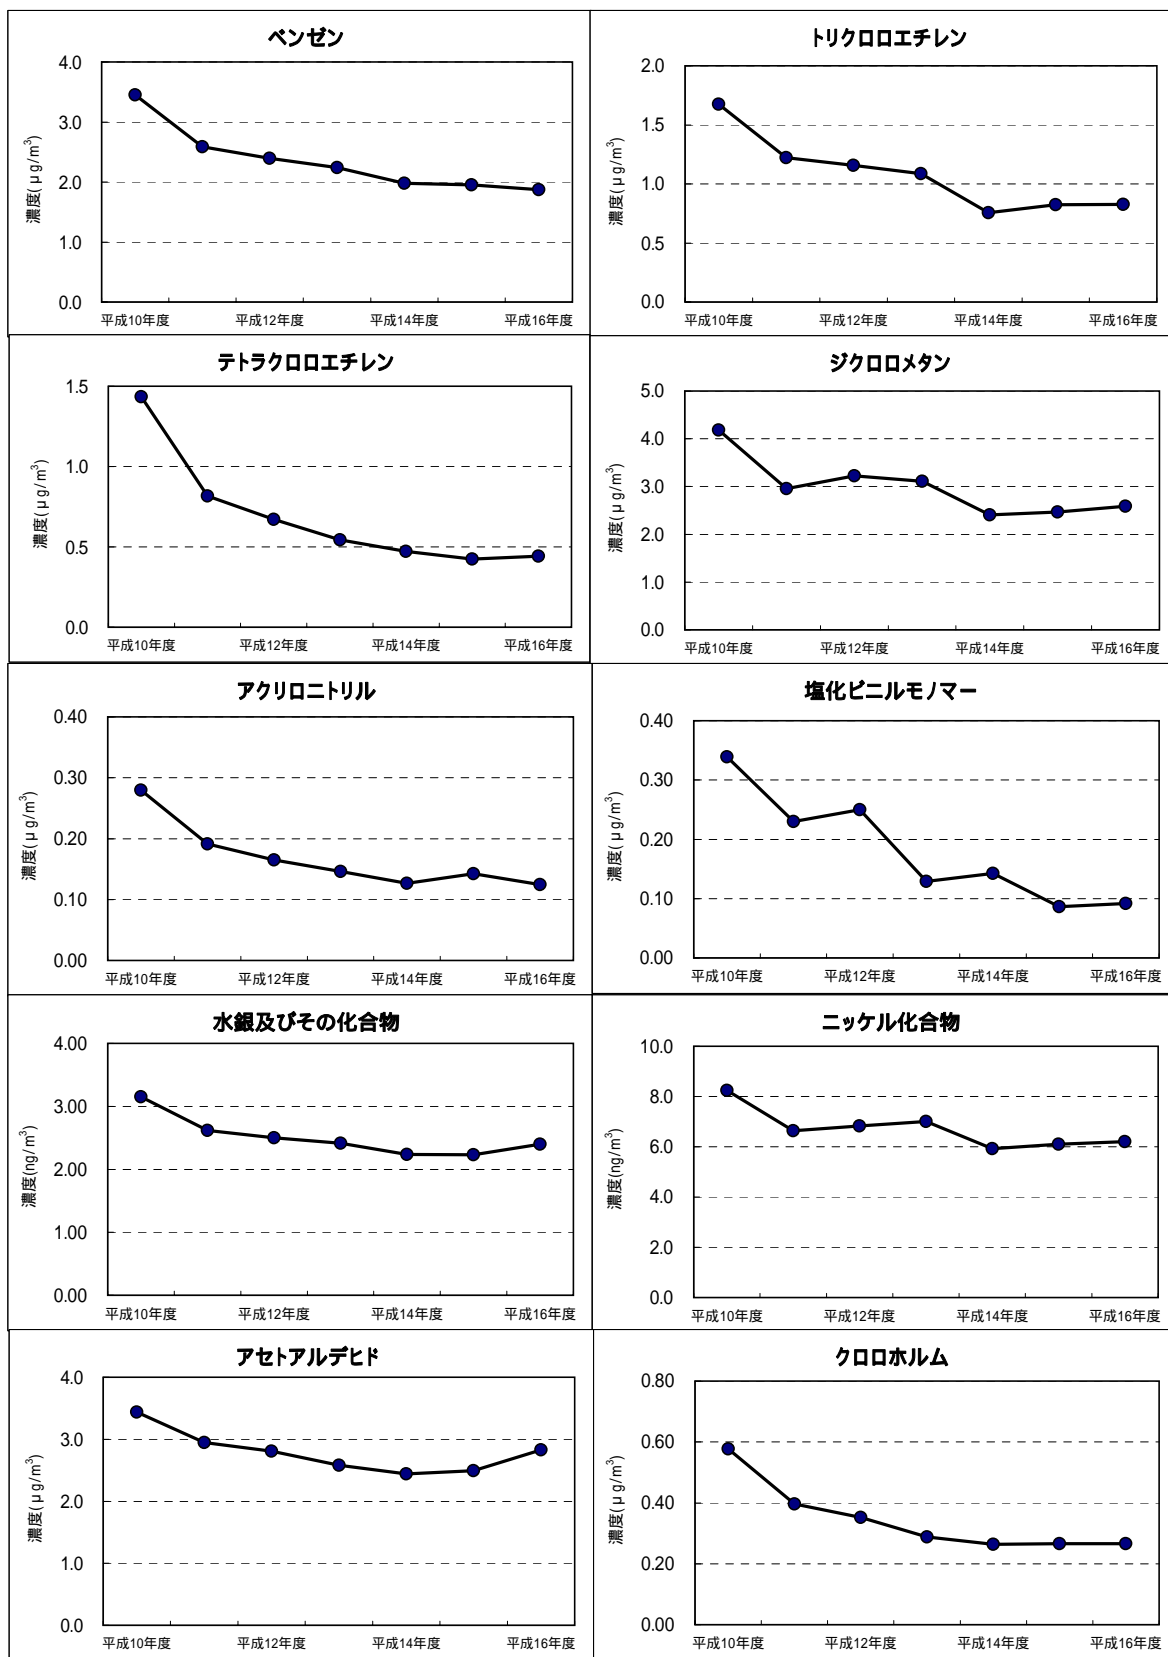 ベンゼン
濃度(μg/m³)
4.0
3.0
2.0
1.0
0.0
平成10年度 平成12年度 平成14年度 平成16年度
トリクロロエチレン
濃度(μg/m³)
2.0
1.5
1.0
0.5
0.0
平成10年度 平成12年度 平成14年度 平成16年度
テトラクロロエチレン
濃度(μg/m³)
1.5
1.0
0.5
0.0
平成10年度 平成12年度 平成14年度 平成16年度
ジクロロメタン
濃度(μg/m³)
5.0
4.0
3.0
2.0
1.0
0.0
平成10年度 平成12年度 平成14年度 平成16年度
アクリロニトリル
濃度(μg/m³)
0.40
0.30
0.20
0.10
0.00
平成10年度 平成12年度 平成14年度 平成16年度
塩化ビニルモノマー
濃度(μg/m³)
0.40
0.30
0.20
0.10
0.00
平成10年度 平成12年度 平成14年度 平成16年度
水銀及びその化合物
濃度(ng/m³)
4.00
3.00
2.00
1.00
0.00
平成10年度 平成12年度 平成14年度 平成16年度
ニッケル化合物
濃度(ng/m³)
10.0
8.0
6.0
4.0
2.0
0.0
平成10年度 平成12年度 平成14年度 平成16年度
アセトアルデヒド
濃度(μg/m³)
4.0
3.0
2.0
1.0
0.0
平成10年度 平成12年度 平成14年度 平成16年度
クロロホルム
濃度(μg/m³)
0.80
0.60
0.40
0.20
0.00
平成10年度 平成12年度 平成14年度 平成16年度